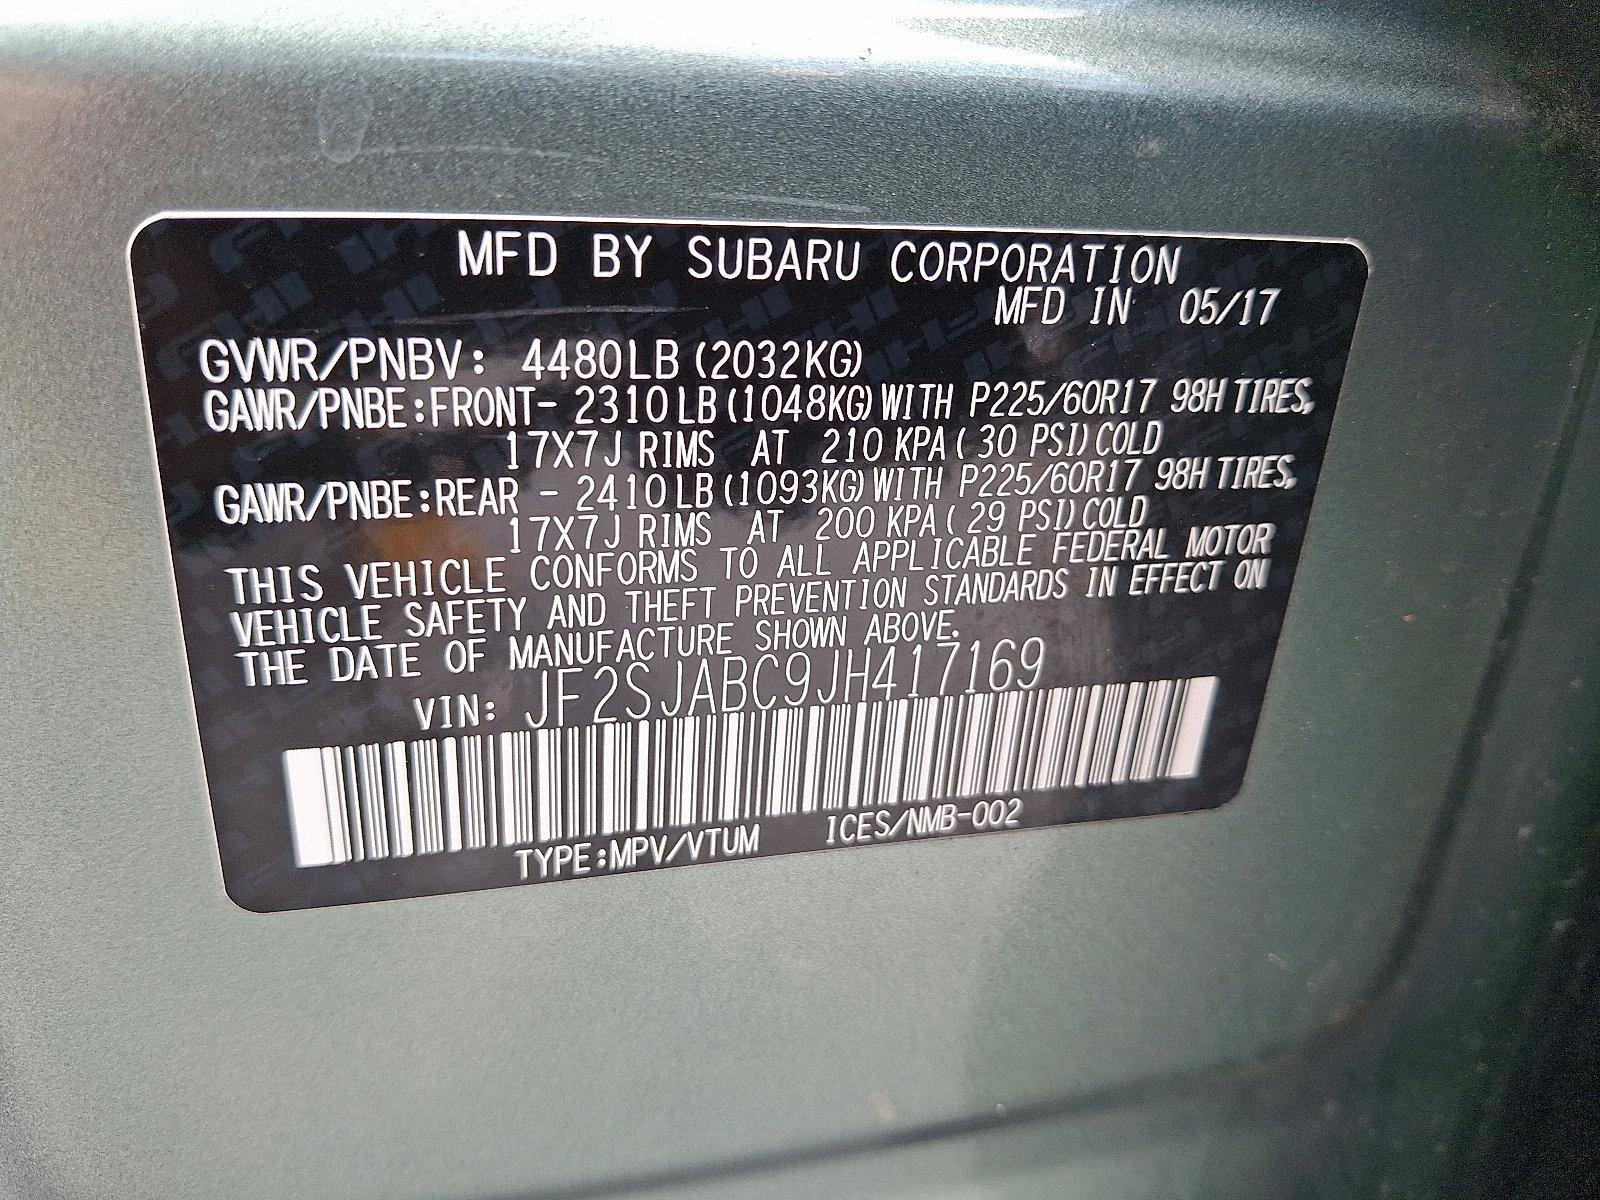 MFD BY SUBARU CORPORATION
MFD IN 05/17
GVWR/PNBV: 4480LB (2032KG)
GAWR/PNBE:FRONT- 2310LB(1048KG)WITH P225/60R17 98H TIRES,
17X7J RIMS AT 210 KPA( 30 PSI)COLD
GAWR/PNBE:REAR - 2410LB(1093KG)WITH P225/60R17 98H TIRES,
17X7J RIMS AT 200 KPA( 29 PSI)COLD
THIS VEHICLE CONFORMS TO ALL APPLICABLE FEDERAL MOTOR
VEHICLE SAFETY AND THEFT PREVENTION STANDARDS IN EFFECT ON
THE DATE OF MANUFACTURE SHOWN ABOVE.
VIN: JF2SJABC9JH417169
TYPE:MPV/VTUM ICES/NMB-002